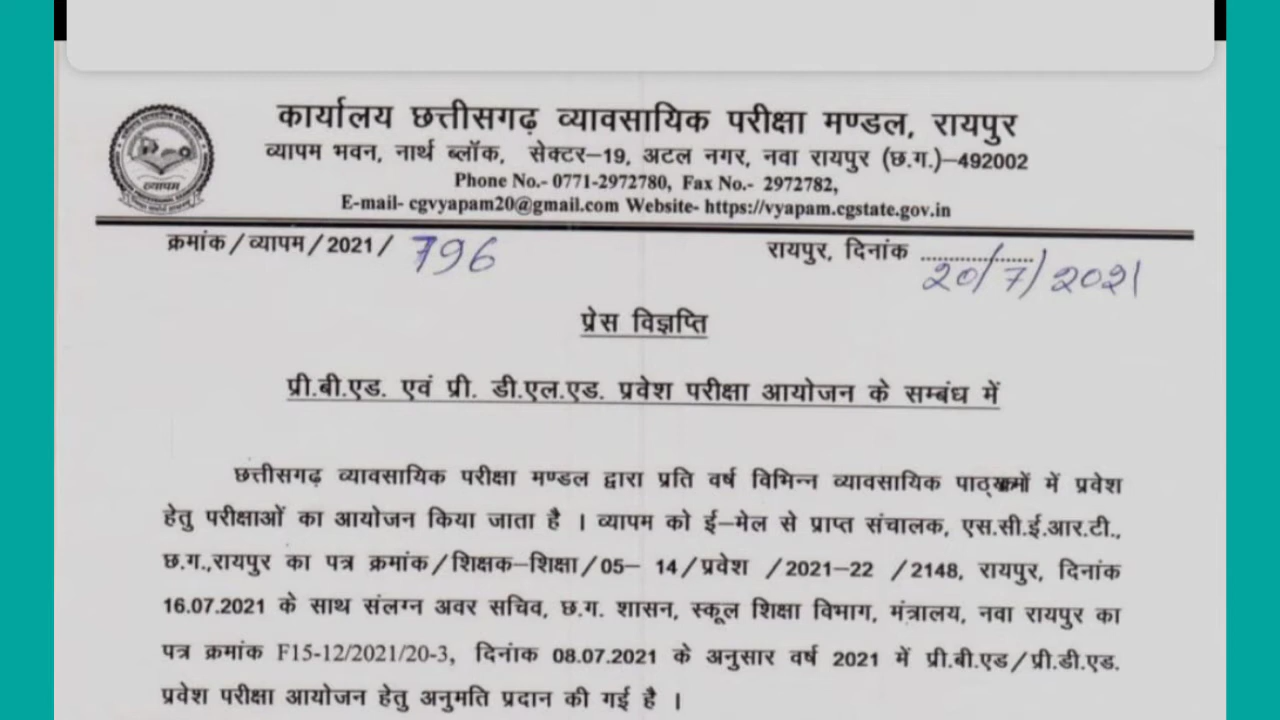 कार्यालय छत्तीसगढ़ व्यावसायिक परीक्षा मण्डल, रायपुर
व्यापम भवन, नार्थ ब्लॉक, सेक्टर–19, अटल नगर, नवा रायपुर (छ.ग.)–492002
Phone No.- 0771-2972780, Fax No.- 2972782,
E-mail- cgvyapam20@gmail.com Website- https://vyapam.cgstate.gov.in
व्यापम
क्रमांक/व्यापम/2021/ 796 रायपुर, दिनांक 20/7/2021
प्रेस विज्ञप्ति
प्री.बी.एड. एवं प्री. डी.एल.एड. प्रवेश परीक्षा आयोजन के सम्बंध में
छत्तीसगढ़ व्यावसायिक परीक्षा मण्डल द्वारा प्रति वर्ष विभिन्न व्यावसायिक पाठ्यक्रमों में प्रवेश
हेतु परीक्षाओं का आयोजन किया जाता है । व्यापम को ई–मेल से प्राप्त संचालक, एस.सी.ई.आर.टी.,
छ.ग.,रायपुर का पत्र क्रमांक/शिक्षक–शिक्षा/05– 14/प्रवेश /2021–22 /2148, रायपुर, दिनांक
16.07.2021 के साथ संलग्न अवर सचिव, छ.ग. शासन, स्कूल शिक्षा विभाग, मंत्रालय, नवा रायपुर का
पत्र क्रमांक F15-12/2021/20-3, दिनांक 08.07.2021 के अनुसार वर्ष 2021 में प्री.बी.एड/प्री.डी.एड.
प्रवेश परीक्षा आयोजन हेतु अनुमति प्रदान की गई है ।